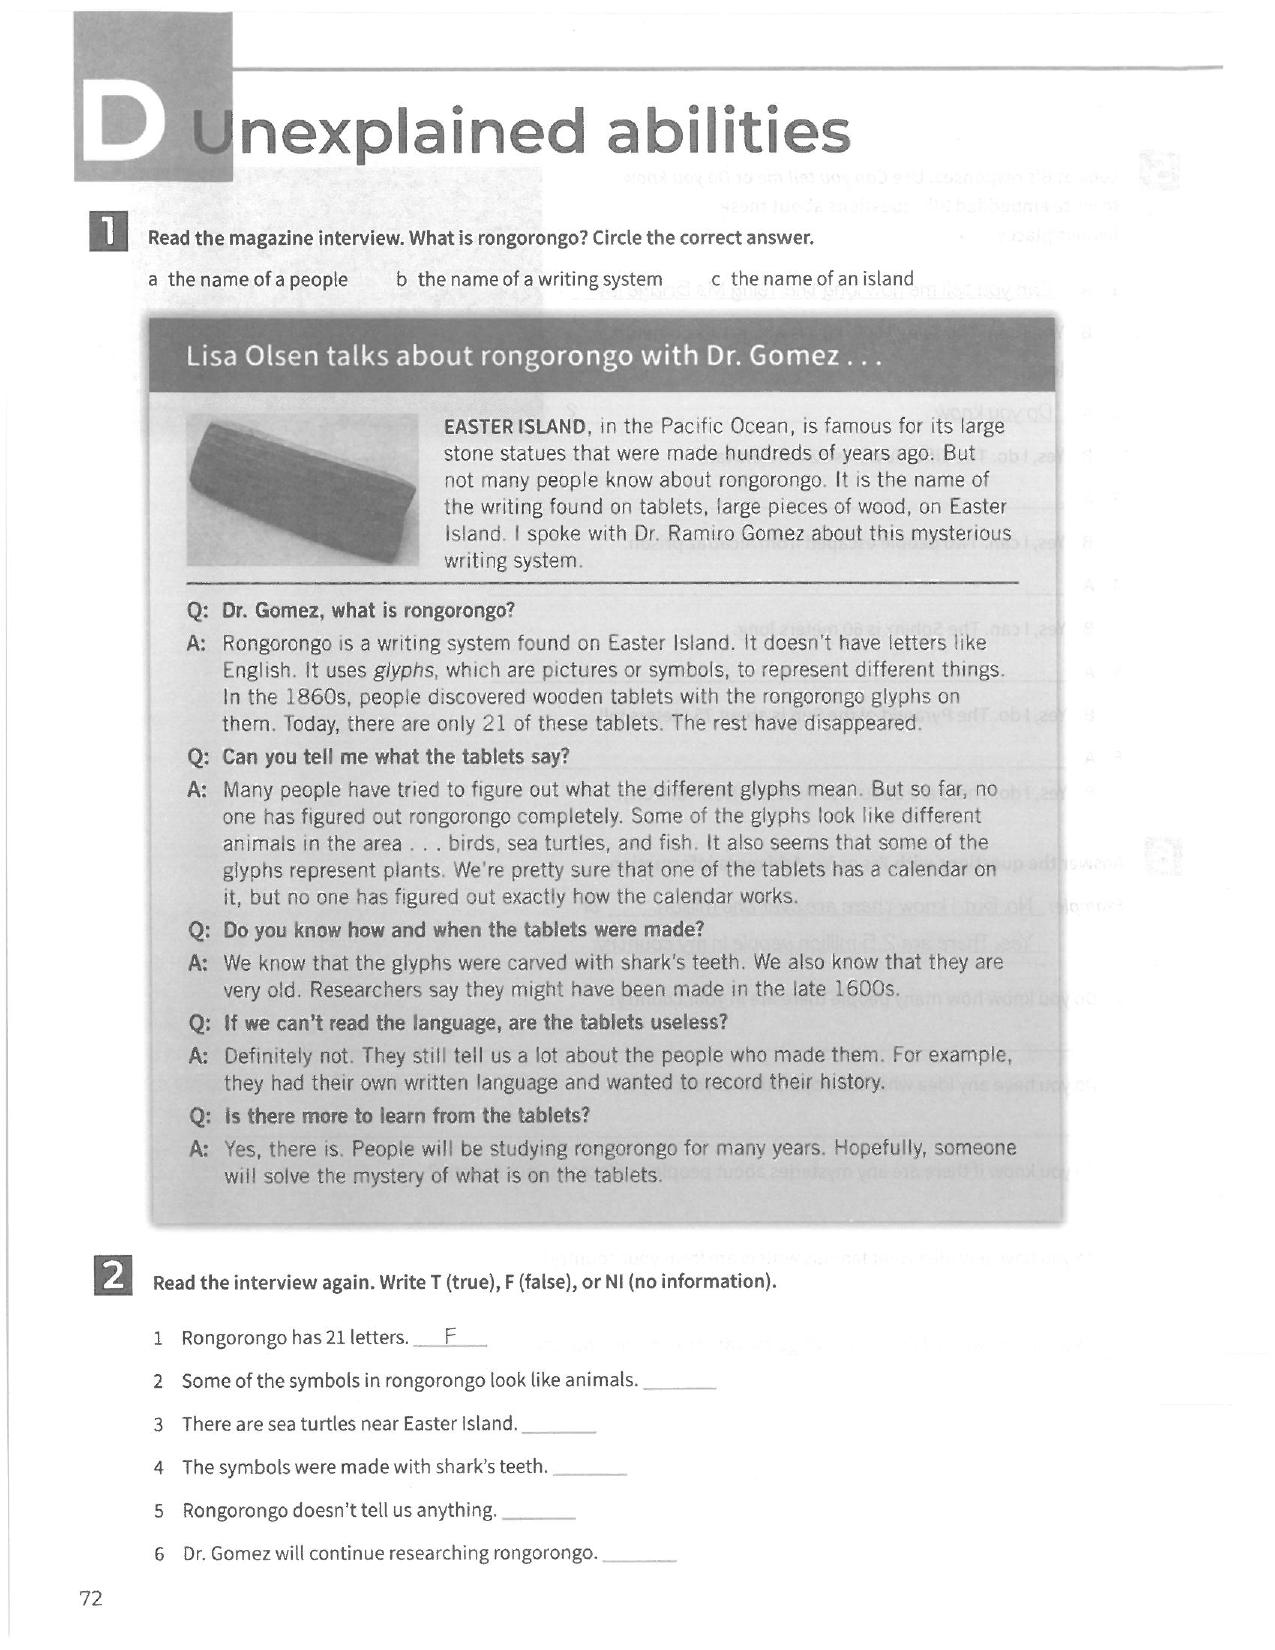 D Unexplained abilities
1 Read the magazine interview. What is rongorongo? Circle the correct answer.
a the name of a people b the name of a writing system c the name of an island
Lisa Olsen talks about rongorongo with Dr. Gomez . . .
EASTER ISLAND, in the Pacific Ocean, is famous for its large
stone statues that were made hundreds of years ago. But
not many people know about rongorongo. It is the name of
the writing found on tablets, large pieces of wood, on Easter
Island. I spoke with Dr. Ramiro Gomez about this mysterious
writing system.
Q: Dr. Gomez, what is rongorongo?
A: Rongorongo is a writing system found on Easter Island. It doesn't have letters like
English. It uses glyphs, which are pictures or symbols, to represent different things.
In the 1860s, people discovered wooden tablets with the rongorongo glyphs on
them. Today, there are only 21 of these tablets. The rest have disappeared.
Q: Can you tell me what the tablets say?
A: Many people have tried to figure out what the different glyphs mean. But so far, no
one has figured out rongorongo completely. Some of the glyphs look like different
animals in the area . . . birds, sea turtles, and fish. It also seems that some of the
glyphs represent plants. We're pretty sure that one of the tablets has a calendar on
it, but no one has figured out exactly how the calendar works.
Q: Do you know how and when the tablets were made?
A: We know that the glyphs were carved with shark's teeth. We also know that they are
very old. Researchers say they might have been made in the late 1600s.
Q: If we can't read the language, are the tablets useless?
A: Definitely not. They still tell us a lot about the people who made them. For example,
they had their own written language and wanted to record their history.
Q: Is there more to learn from the tablets?
A: Yes, there is. People will be studying rongorongo for many years. Hopefully, someone
will solve the mystery of what is on the tablets.
2 Read the interview again. Write T (true), F (false), or NI (no information).
1 Rongorongo has 21 letters. F
2 Some of the symbols in rongorongo look like animals.
3 There are sea turtles near Easter Island.
4 The symbols were made with shark's teeth.
5 Rongorongo doesn't tell us anything.
6 Dr. Gomez will continue researching rongorongo.
72